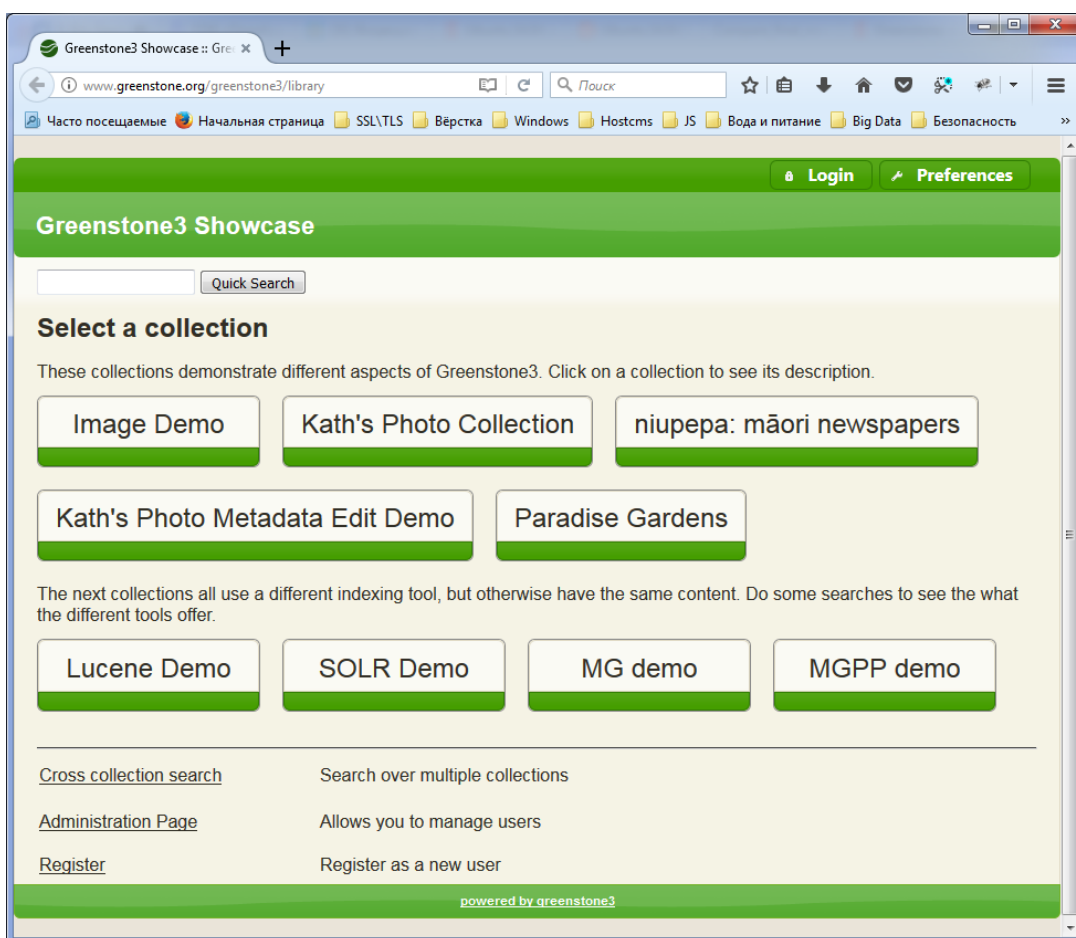 Greenstone3 Showcase :: Gre
www.greenstone.org/greenstone3/library
Поиск
Часто посещаемые Начальная страница SSL\TLS Вёрстка Windows Hostcms JS Вода и питание Big Data Безопасность »
Login Preferences
Greenstone3 Showcase
Quick Search
Select a collection
These collections demonstrate different aspects of Greenstone3. Click on a collection to see its description.
Image Demo Kath's Photo Collection niupepa: māori newspapers
Kath's Photo Metadata Edit Demo Paradise Gardens
The next collections all use a different indexing tool, but otherwise have the same content. Do some searches to see the what
the different tools offer.
Lucene Demo SOLR Demo MG demo MGPP demo
Cross collection search Search over multiple collections
Administration Page Allows you to manage users
Register Register as a new user
powered by greenstone3